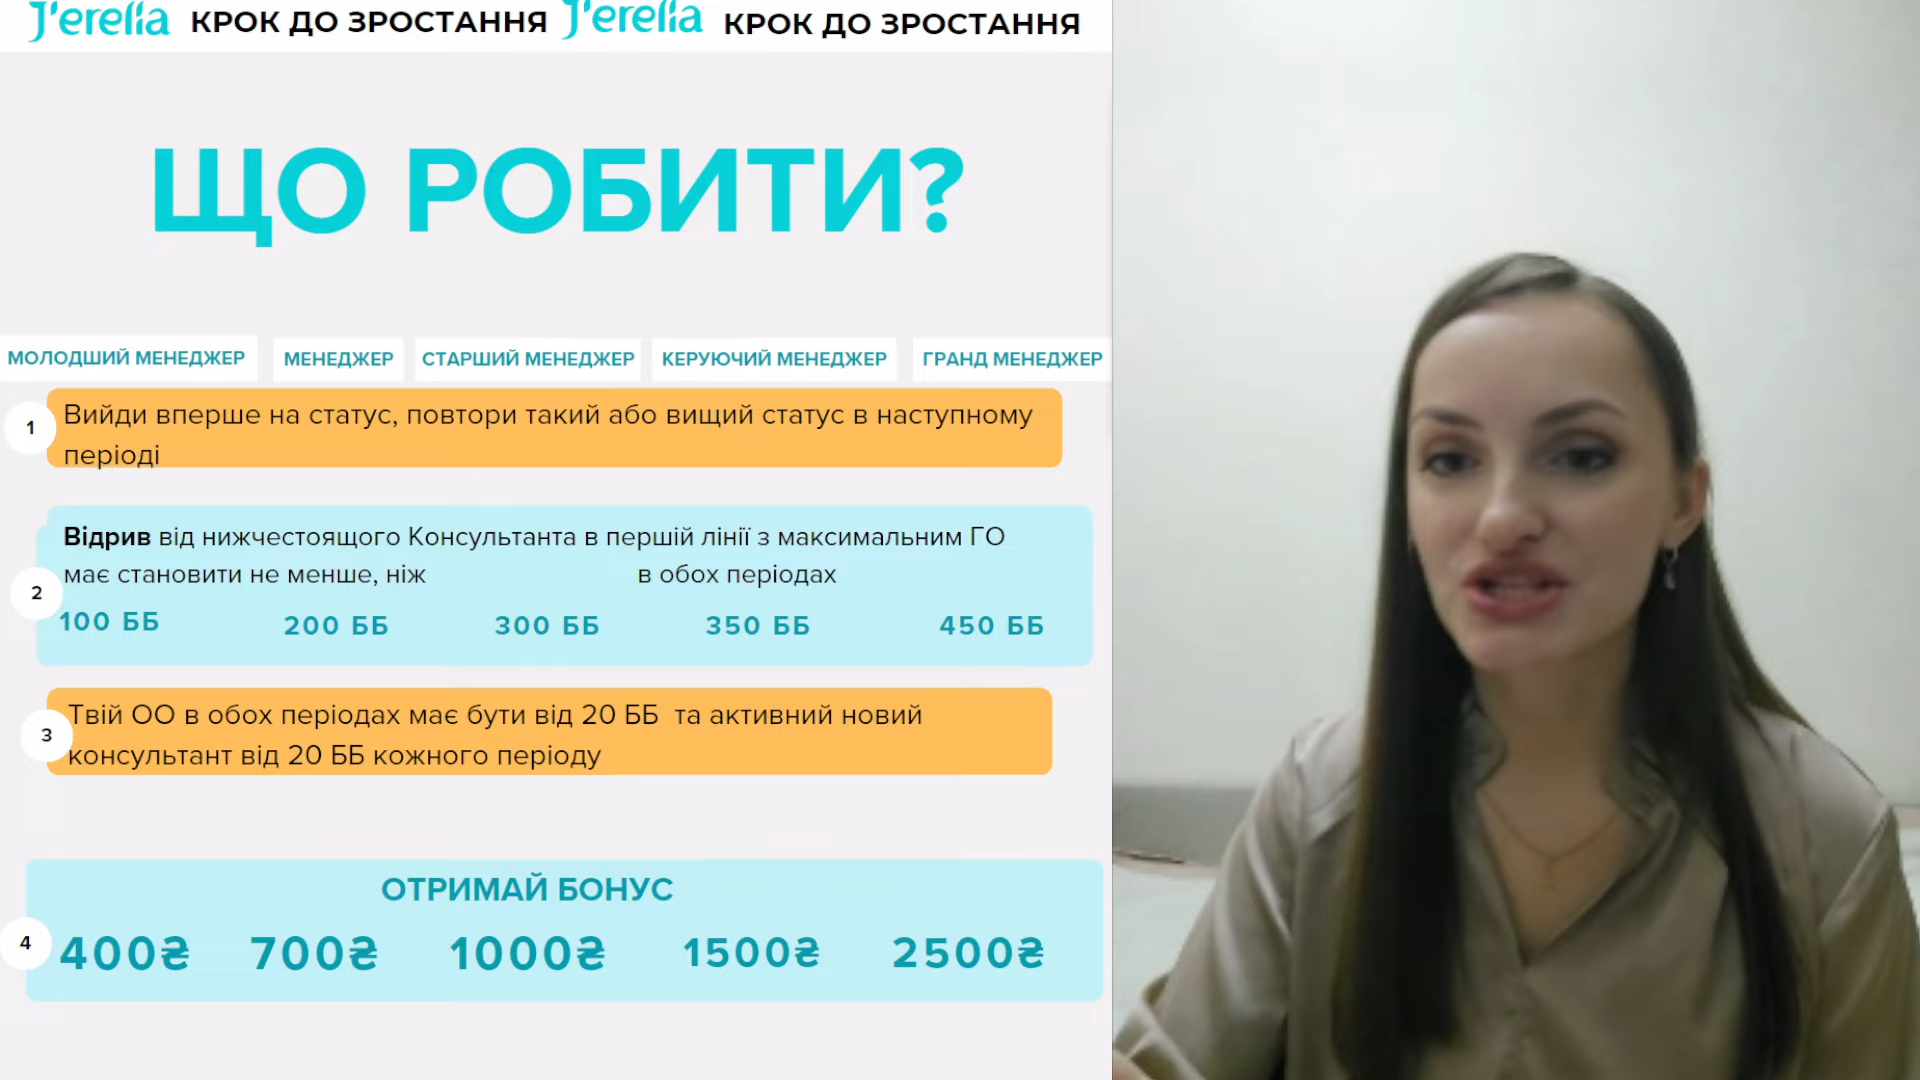 J'erelia КРОК ДО ЗРОСТАННЯ J'erelia КРОК ДО ЗРОСТАННЯ
ЩО РОБИТИ?
МОЛОДШИЙ МЕНЕДЖЕР МЕНЕДЖЕР СТАРШИЙ МЕНЕДЖЕР КЕРУЮЧИЙ МЕНЕДЖЕР ГРАНД МЕНЕДЖЕР
1 Вийди вперше на статус, повтори такий або вищий статус в наступному
періоді
Відрив від нижчестоящого Консультанта в першій лінії з максимальним ГО
2 має становити не менше, ніж в обох періодах
100 ББ 200 ББ 300 ББ 350 ББ 450 ББ
3 Твій ОО в обох періодах має бути від 20 ББ та активний новий
консультант від 20 ББ кожного періоду
ОТРИМАЙ БОНУС
4 400₴ 700₴ 1000₴ 1500₴ 2500₴